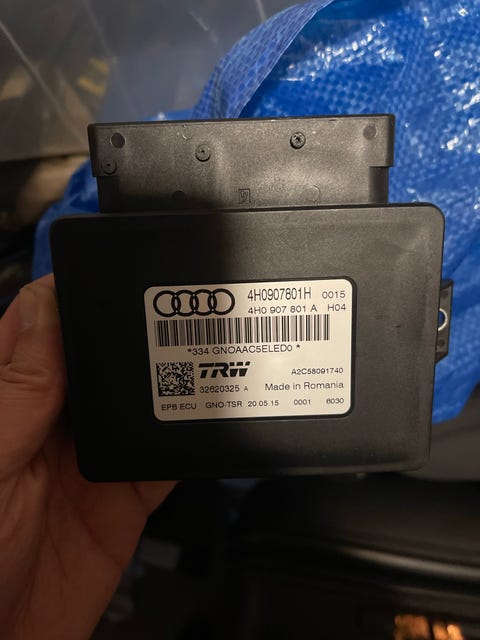 4H0907801H 0015
4H0 907 801 A H04
*334 GNOAAC5ELED0 *
TRW
A2C58091740
32620325 A
Made in Romania
EPB ECU GNO-TSR 20.05.15 0001 6030